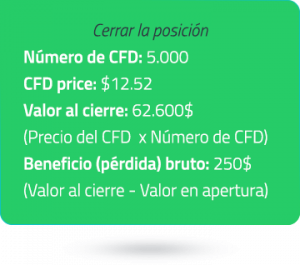 Cerrar la posición
Número de CFD: 5.000
CFD price: $12.52
Valor al cierre: 62.600$
(Precio del CFD x Número de CFD)
Beneficio (pérdida) bruto: 250$
(Valor al cierre - Valor en apertura)